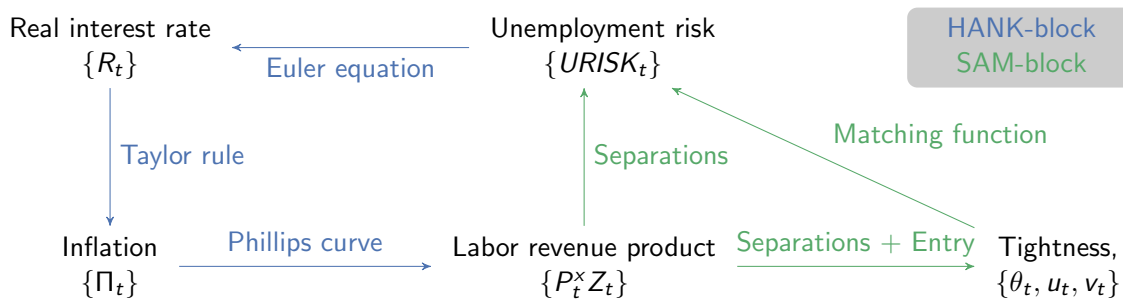 Real interest rate
{R_t}
Unemployment risk
{URISK_t}
HANK-block
SAM-block
Euler equation
Taylor rule
Separations
Matching function
Inflation
{Π_t}
Phillips curve
Labor revenue product
{P_t^x Z_t}
Separations + Entry
Tightness,
{θ_t, u_t, v_t}